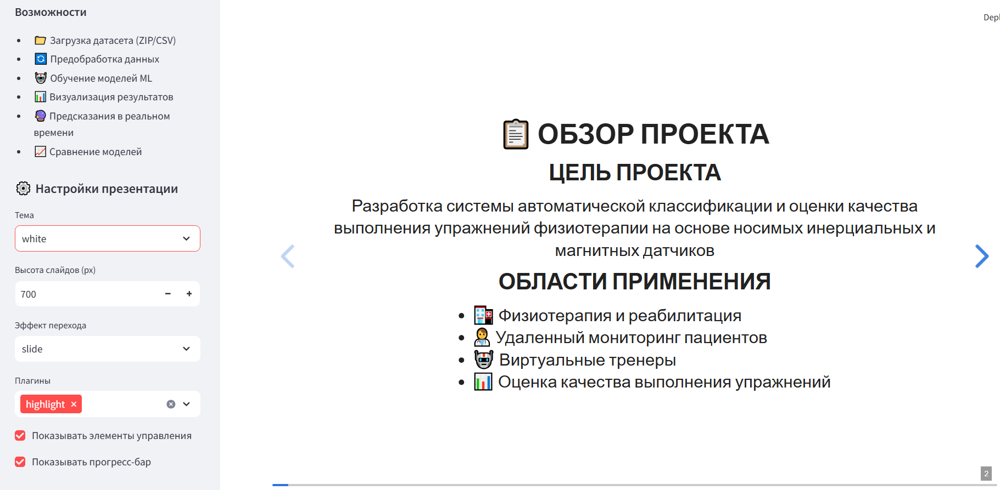 Возможности
Загрузка датасета (ZIP/CSV)
Предобработка данных
Обучение моделей ML
Визуализация результатов
Предсказания в реальном
времени
Сравнение моделей
Настройки презентации
Тема
white
Высота слайдов (px)
700
Эффект перехода
slide
Плагины
highlight
Показывать элементы управления
Показывать прогресс-бар
Depl
ОБЗОР ПРОЕКТА
ЦЕЛЬ ПРОЕКТА
Разработка системы автоматической классификации и оценки качества
выполнения упражнений физиотерапии на основе носимых инерциальных и
магнитных датчиков
ОБЛАСТИ ПРИМЕНЕНИЯ
Физиотерапия и реабилитация
Удаленный мониторинг пациентов
Виртуальные тренеры
Оценка качества выполнения упражнений
2